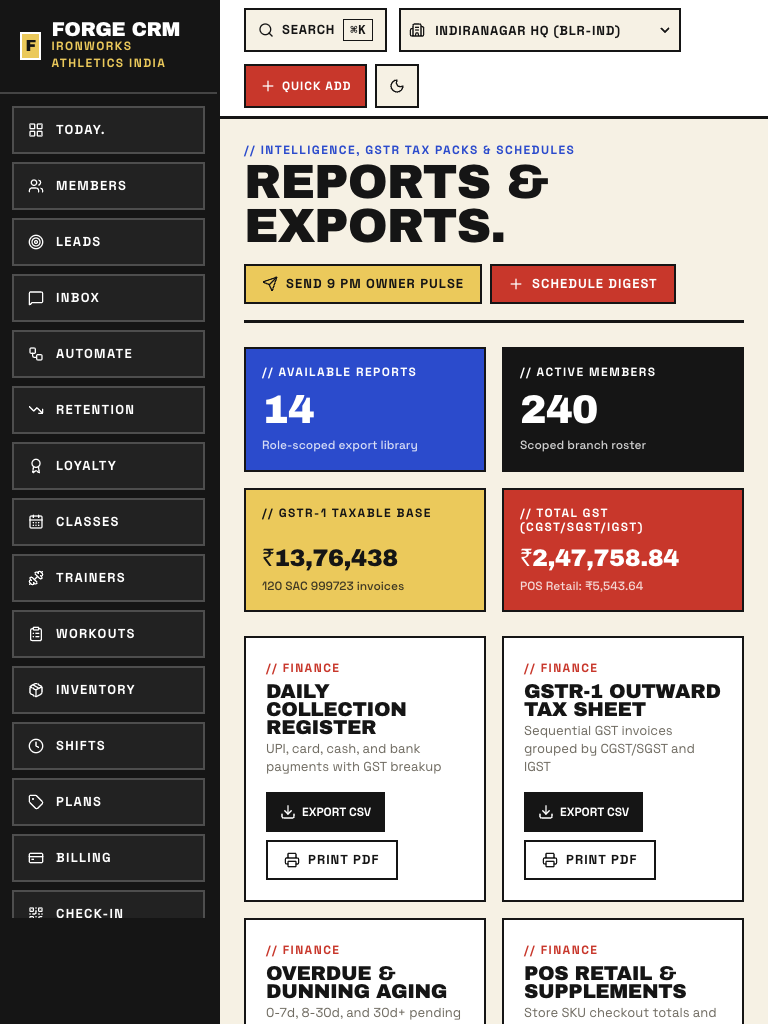 F
FORGE CRM
IRONWORKS
ATHLETICS INDIA
TODAY.
MEMBERS
LEADS
INBOX
AUTOMATE
RETENTION
LOYALTY
CLASSES
TRAINERS
WORKOUTS
INVENTORY
SHIFTS
PLANS
BILLING
CHECK-IN
SEARCH ⌘K
INDIRANAGAR HQ (BLR-IND)
QUICK ADD
// INTELLIGENCE, GSTR TAX PACKS & SCHEDULES
REPORTS &
EXPORTS.
SEND 9 PM OWNER PULSE
SCHEDULE DIGEST
// AVAILABLE REPORTS
14
Role-scoped export library
// ACTIVE MEMBERS
240
Scoped branch roster
// GSTR-1 TAXABLE BASE
₹13,76,438
120 SAC 999723 invoices
// TOTAL GST
(CGST/SGST/IGST)
₹2,47,758.84
POS Retail: ₹5,543.64
// FINANCE
DAILY
COLLECTION
REGISTER
UPI, card, cash, and bank
payments with GST breakup
EXPORT CSV
PRINT PDF
// FINANCE
GSTR-1 OUTWARD
TAX SHEET
Sequential GST invoices
grouped by CGST/SGST and
IGST
EXPORT CSV
PRINT PDF
// FINANCE
OVERDUE &
DUNNING AGING
0-7d, 8-30d, and 30d+ pending
// FINANCE
POS RETAIL &
SUPPLEMENTS
Store SKU checkout totals and